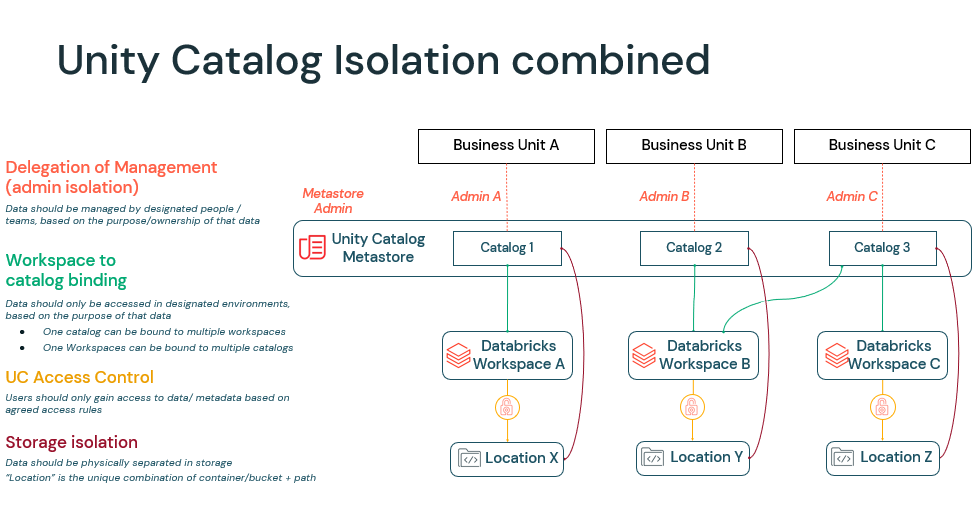 Unity Catalog Isolation combined
Business Unit A
Business Unit B
Business Unit C
Delegation of Management
(admin isolation)
Data should be managed by designated people /
teams, based on the purpose/ownership of that data
Metastore
Admin
Admin A
Admin B
Admin C
Unity Catalog
Metastore
Catalog 1
Catalog 2
Catalog 3
Workspace to
catalog binding
Data should only be accessed in designated environments,
based on the purpose of that data
● One catalog can be bound to multiple workspaces
● One Workspaces can be bound to multiple catalogs
Databricks
Workspace A
Databricks
Workspace B
Databricks
Workspace C
UC Access Control
Users should only gain access to data/ metadata based on
agreed access rules
Storage isolation
Data should be physically separated in storage
“Location” is the unique combination of container/bucket + path
Location X
Location Y
Location Z